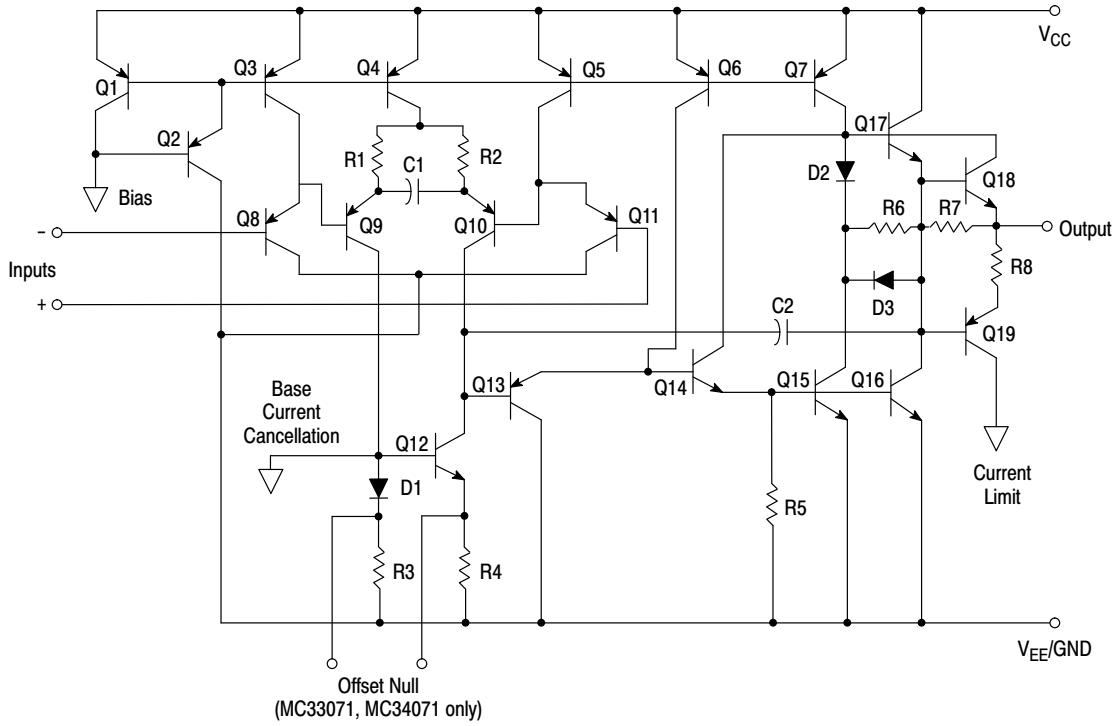 V_CC
Q1
Q2
Q3
Q4
Q5
Q6
Q7
Q17
Bias
R1
C1
R2
D2
Q18
Q8
Q9
Q10
Q11
R6
R7
Output
−
Inputs
+
R8
D3
C2
Q19
Q13
Q14
Q15
Q16
Base
Current
Cancellation
Q12
D1
R5
Current
Limit
R3
R4
V_EE/GND
Offset Null
(MC33071, MC34071 only)